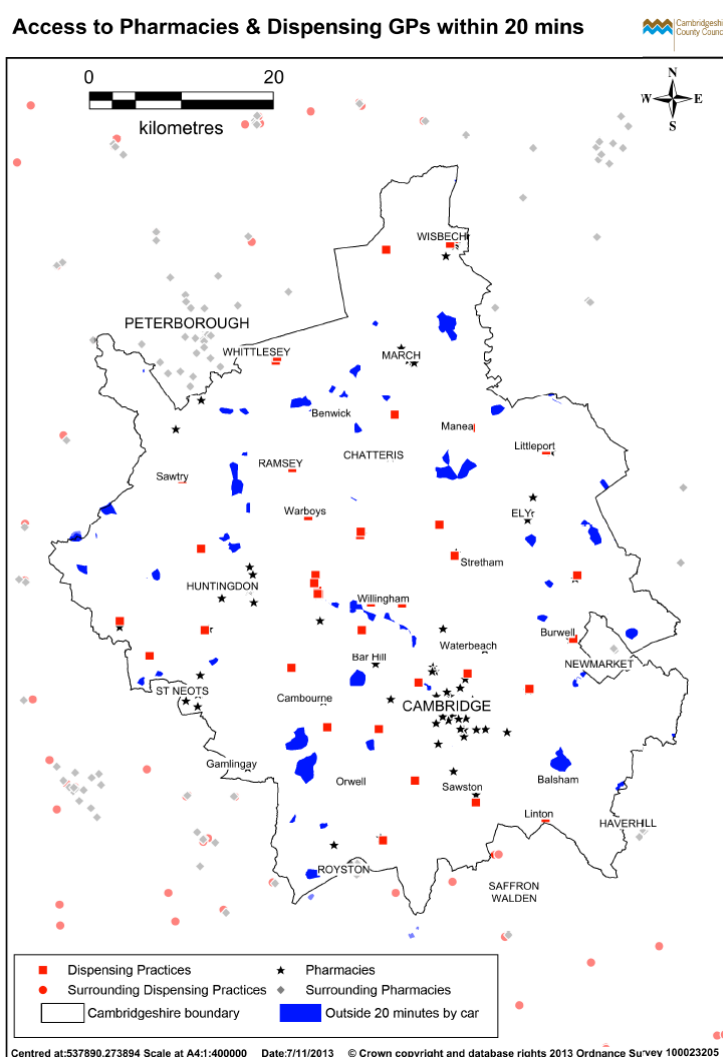 Access to Pharmacies & Dispensing GPs within 20 mins
Cambridgeshire
County Counc
0 20
kilometres
N
W E
S
WISBECH
PETERBOROUGH
WHITTLESEY
MARCH
Benwick
Manea
CHATTERIS
Littleport
RAMSEY
Sawtry
Warboys
ELY
Stretham
HUNTINGDON
Willingham
Burwell
Waterbeach
Bar Hill
NEWMARKET
ST NEOTS
Cambourne
CAMBRIDGE
Gamlingay
Orwell
Sawston
Balsham
Linton
HAVERHILL
ROYSTON
SAFFRON
WALDEN
Dispensing Practices Pharmacies
Surrounding Dispensing Practices Surrounding Pharmacies
Cambridgeshire boundary Outside 20 minutes by car
Centred at:537890,273894 Scale at A4:1:400000 Date:7/11/2013 © Crown copyright and database rights 2013 Ordnance Survey 100023205